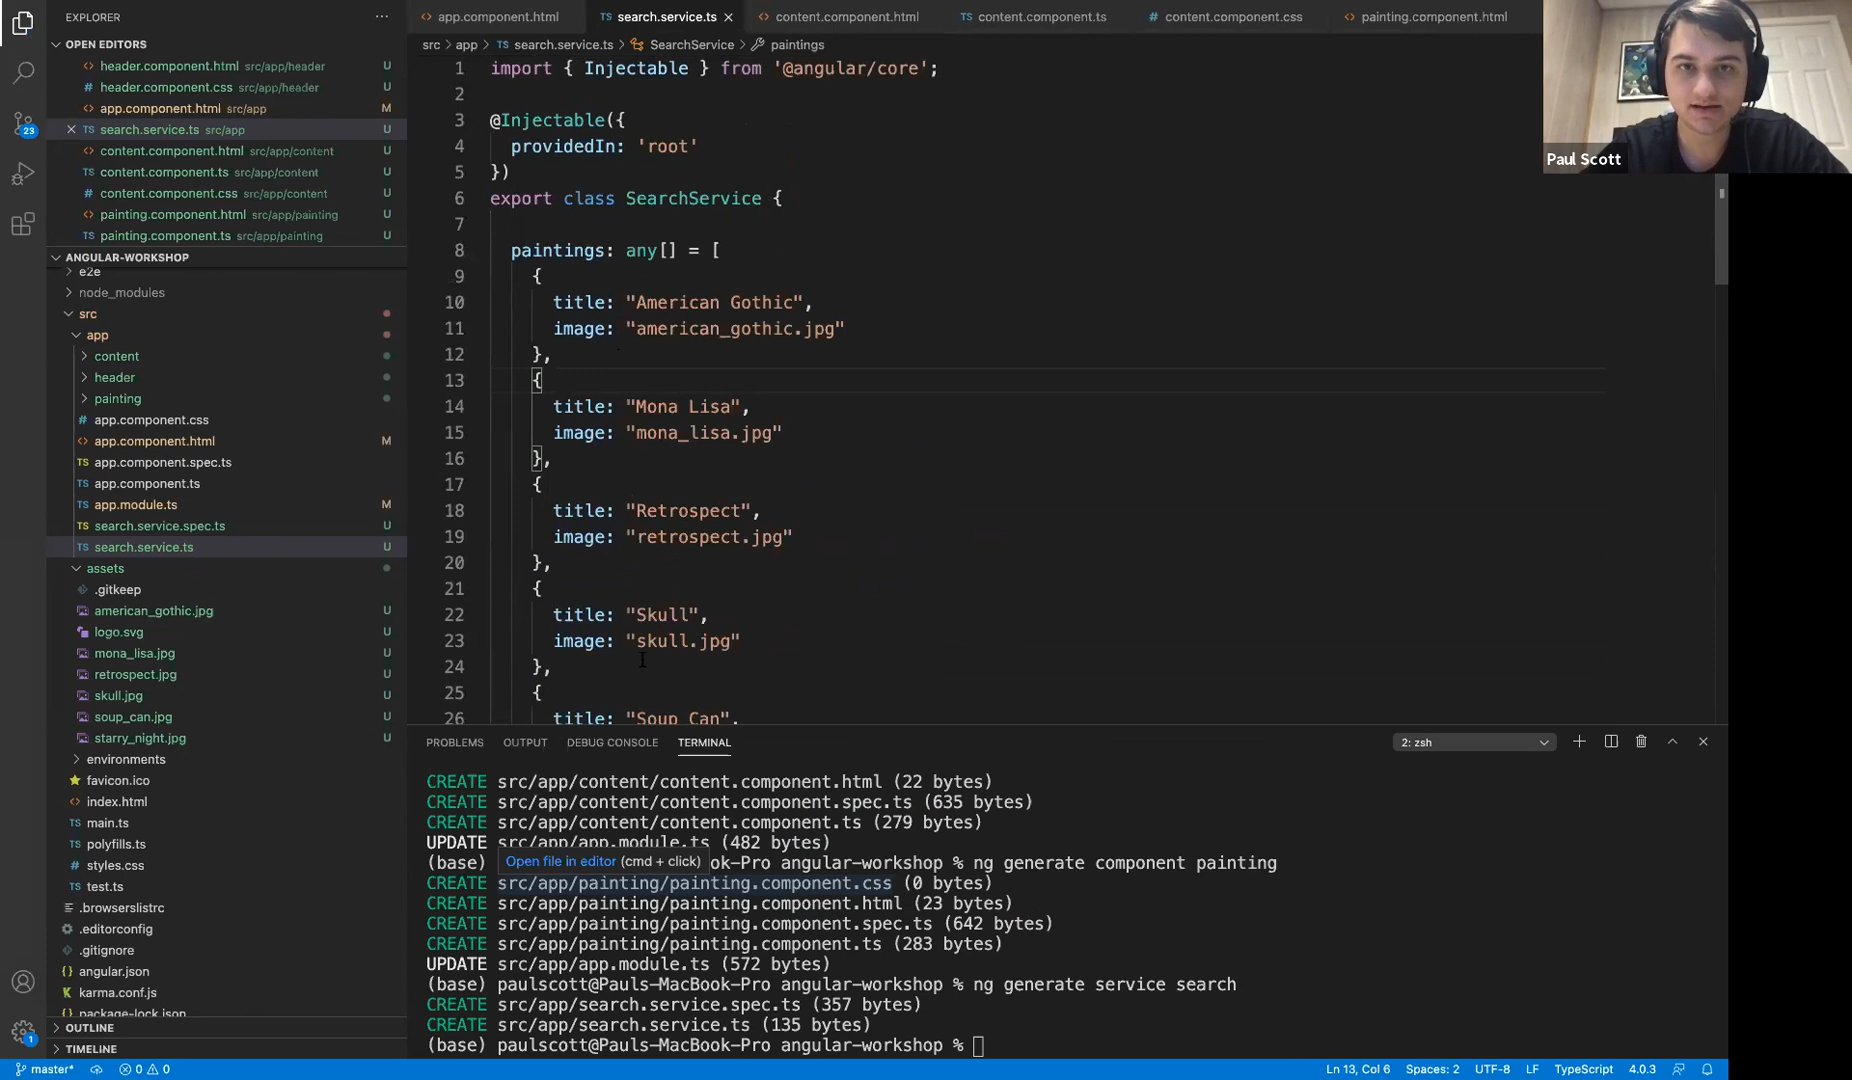 EXPLORER
OPEN EDITORS
header.component.html src/app/header U
header.component.css src/app/header U
app.component.html src/app M
search.service.ts src/app U
content.component.html src/app/content U
content.component.ts src/app/content U
content.component.css src/app/content U
painting.component.html src/app/painting U
TS painting.component.ts src/app/painting U
ANGULAR-WORKSHOP
e2e
node_modules
src
app
content
header
painting
# app.component.css
app.component.html M
TS app.component.spec.ts
TS app.component.ts
TS app.module.ts M
TS search.service.spec.ts U
TS search.service.ts U
assets
.gitkeep
american_gothic.jpg U
logo.svg U
mona_lisa.jpg U
retrospect.jpg U
skull.jpg U
soup_can.jpg U
starry_night.jpg U
environments
favicon.ico
index.html
TS main.ts
TS polyfills.ts
# styles.css
TS test.ts
.browserslistrc
.editorconfig
.gitignore
angular.json
karma.conf.js
package-lock.json
OUTLINE
TIMELINE
23
1
app.component.html TS search.service.ts content.component.html TS content.component.ts # content.component.css painting.component.html
src > app > TS search.service.ts > SearchService > paintings
1 import { Injectable } from '@angular/core';
2
3 @Injectable({
4 providedIn: 'root'
5 })
6 export class SearchService {
7
8 paintings: any[] = [
9 {
10 title: "American Gothic",
11 image: "american_gothic.jpg"
12 },
13 {
14 title: "Mona Lisa",
15 image: "mona_lisa.jpg"
16 },
17 {
18 title: "Retrospect",
19 image: "retrospect.jpg"
20 },
21 {
22 title: "Skull",
23 image: "skull.jpg"
24 },
25 {
26 title: "Soup Can",
Paul Scott
PROBLEMS OUTPUT DEBUG CONSOLE TERMINAL 2: zsh
CREATE src/app/content/content.component.html (22 bytes)
CREATE src/app/content/content.component.spec.ts (635 bytes)
CREATE src/app/content/content.component.ts (279 bytes)
UPDATE src/app/app.module.ts (482 bytes)
Open file in editor (cmd + click)
(base) ook-Pro angular-workshop % ng generate component painting
CREATE src/app/painting/painting.component.css (0 bytes)
CREATE src/app/painting/painting.component.html (23 bytes)
CREATE src/app/painting/painting.component.spec.ts (642 bytes)
CREATE src/app/painting/painting.component.ts (283 bytes)
UPDATE src/app/app.module.ts (572 bytes)
(base) paulscott@Pauls-MacBook-Pro angular-workshop % ng generate service search
CREATE src/app/search.service.spec.ts (357 bytes)
CREATE src/app/search.service.ts (135 bytes)
(base) paulscott@Pauls-MacBook-Pro angular-workshop %
master* 0 0 Ln 13, Col 6 Spaces: 2 UTF-8 LF TypeScript 4.0.3